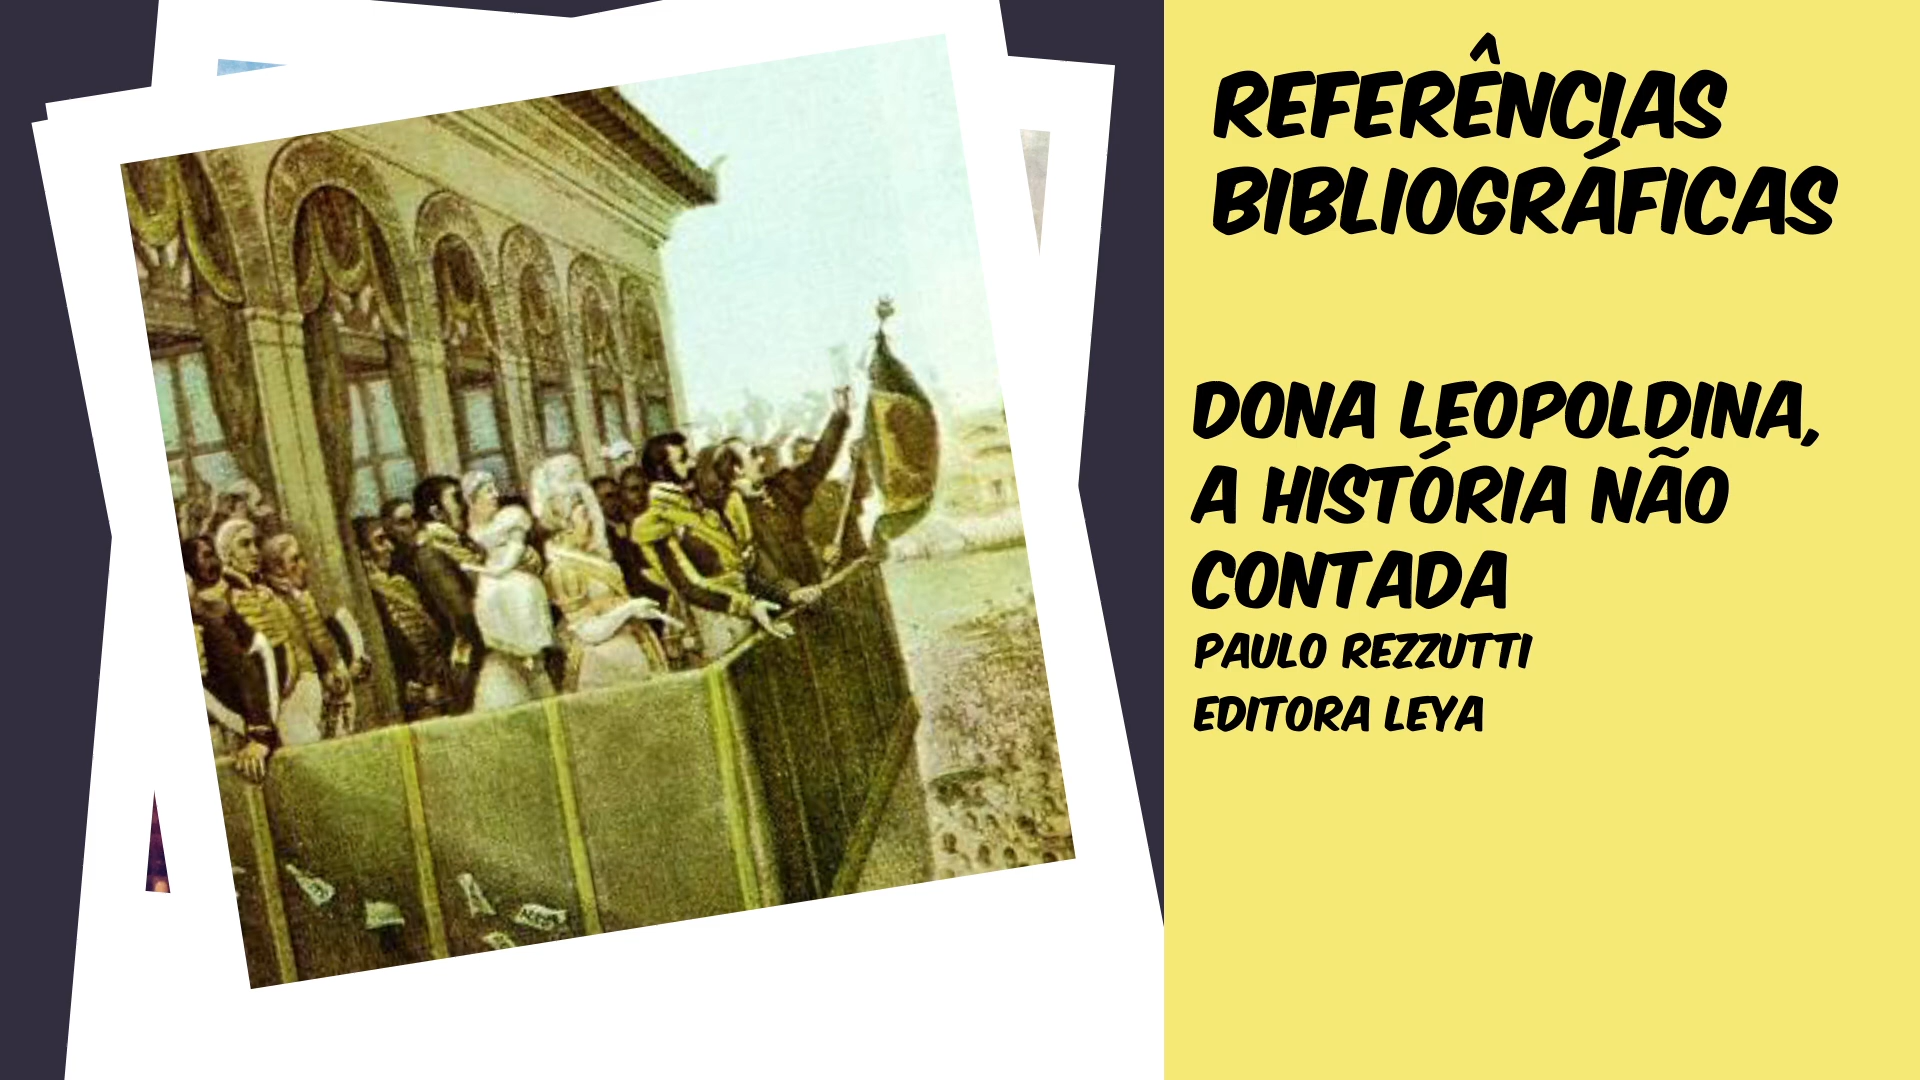 REFERÊNCIAS
BIBLIOGRÁFICAS
DONA LEOPOLDINA,
A HISTÓRIA NÃO
CONTADA
PAULO REZZUTTI
EDITORA LEYA